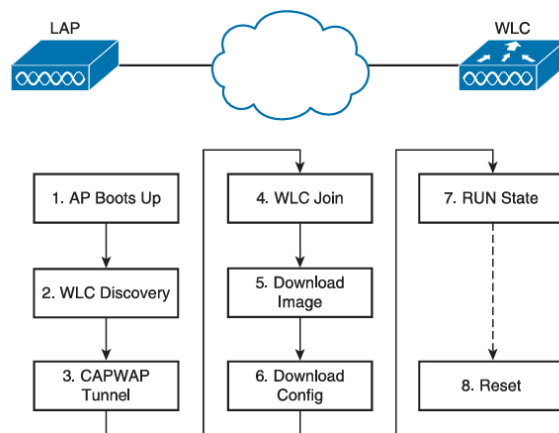 LAP
WLC
1. AP Boots Up
2. WLC Discovery
3. CAPWAP
Tunnel
4. WLC Join
5. Download
Image
6. Download
Config
7. RUN State
8. Reset